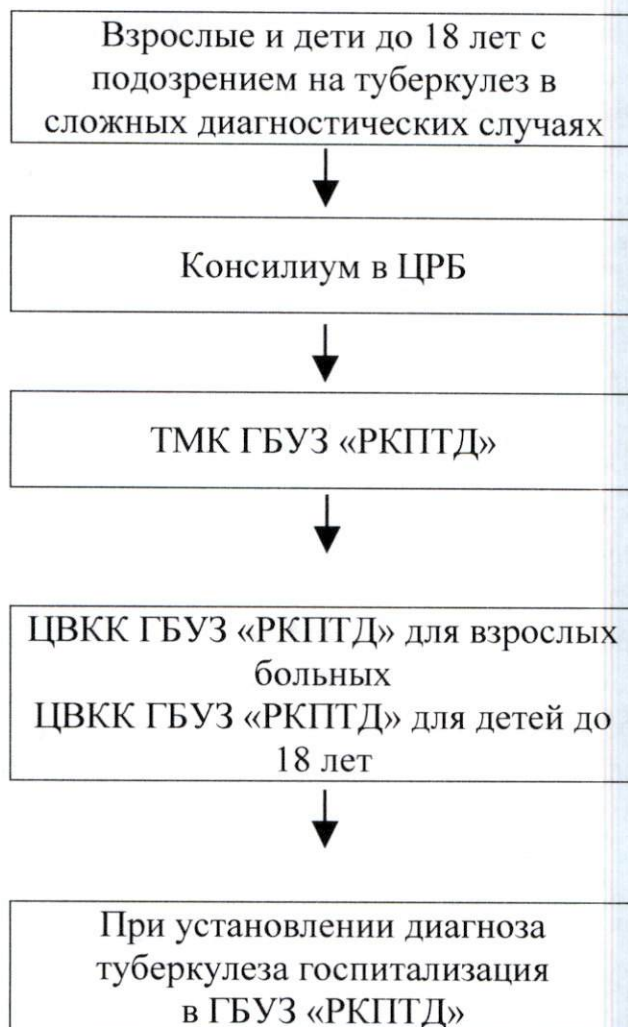 Взрослые и дети до 18 лет с
подозрением на туберкулез в
сложных диагностических случаях
Консилиум в ЦРБ
ТМК ГБУЗ «РКПТД»
ЦВКК ГБУЗ «РКПТД» для взрослых
больных
ЦВКК ГБУЗ «РКПТД» для детей до
18 лет
При установлении диагноза
туберкулеза госпитализация
в ГБУЗ «РКПТД»